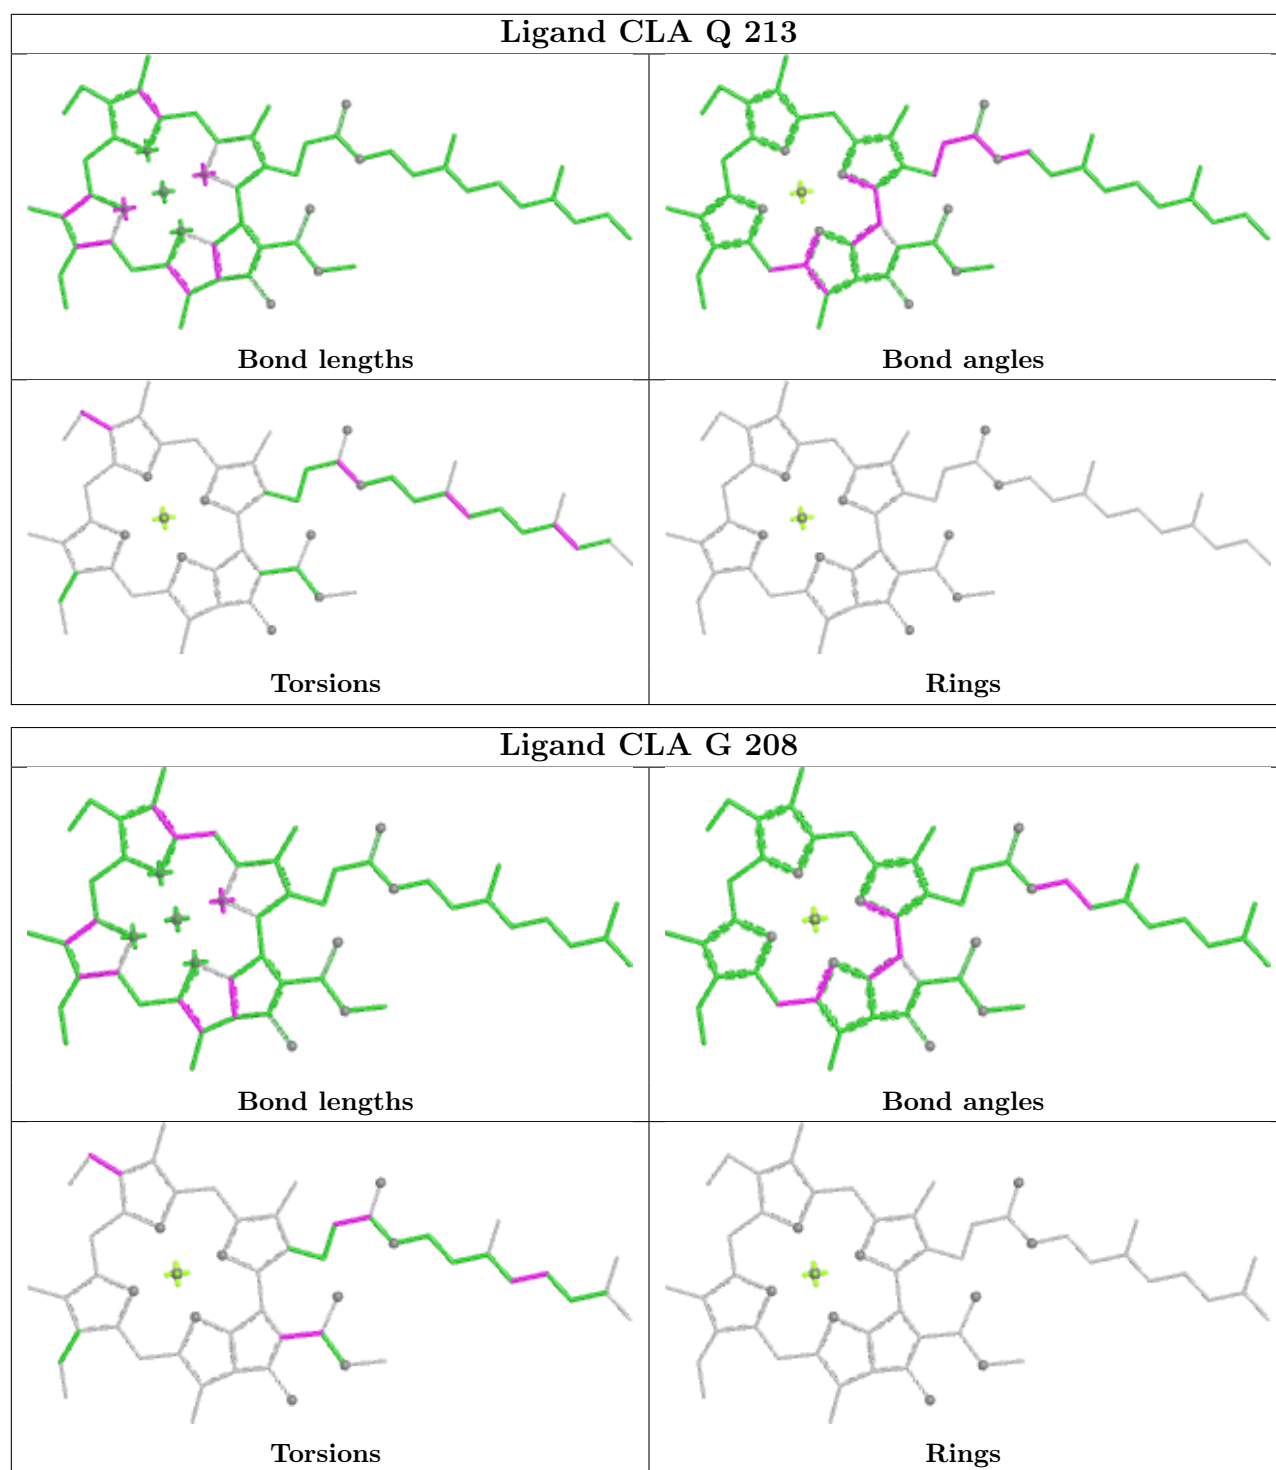 Ligand CLA Q 213
Bond lengths
Bond angles
Torsions
Rings
Ligand CLA G 208
Bond lengths
Bond angles
Torsions
Rings